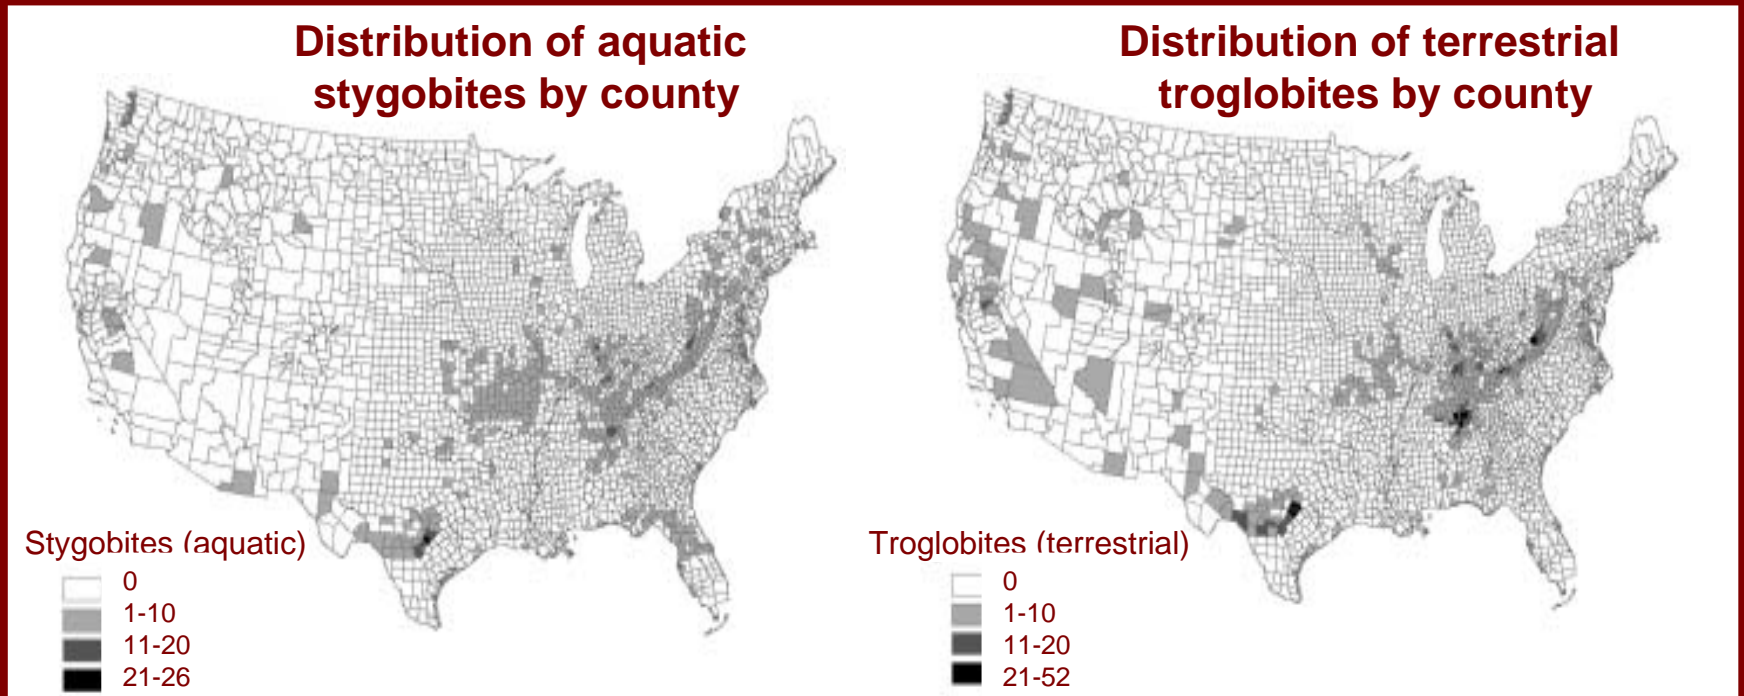 Distribution of aquatic
stygobites by county
Stygobites (aquatic)
0
1-10
11-20
21-26
Distribution of terrestrial
troglobites by county
Troglobites (terrestrial)
0
1-10
11-20
21-52